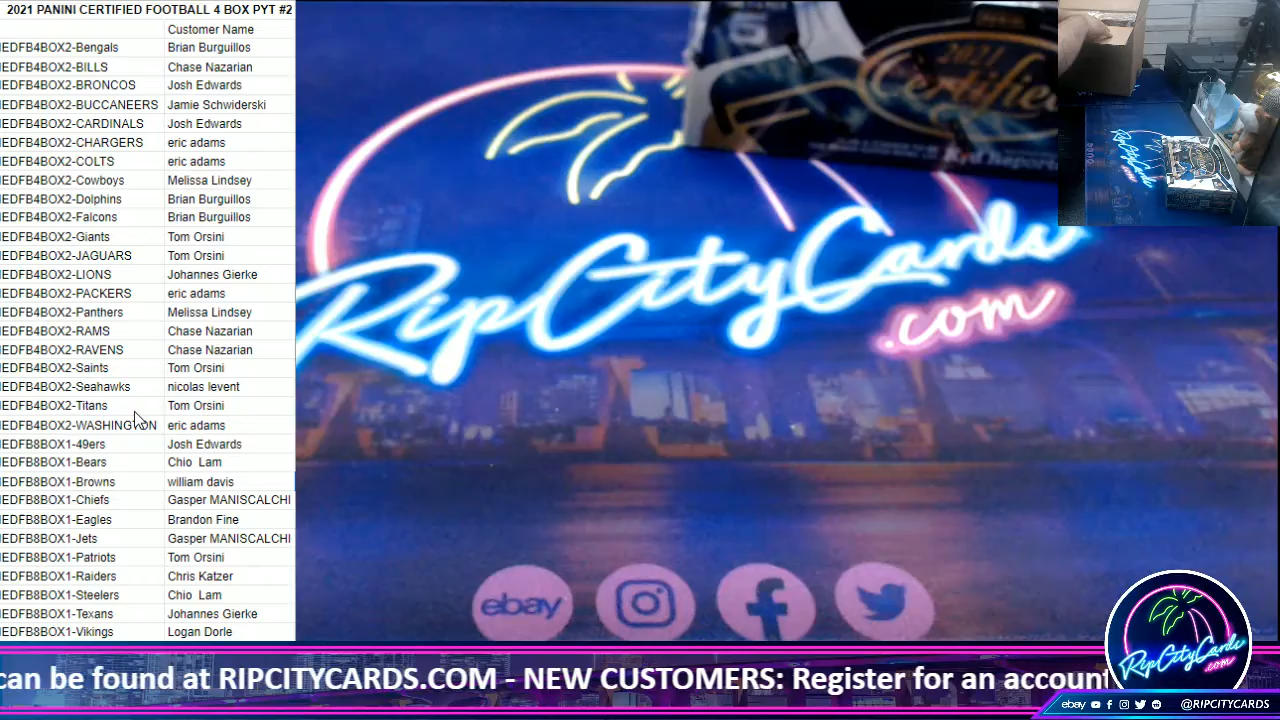 2021 PANINI CERTIFIED FOOTBALL 4 BOX PYT #2
Customer Name
IEDFB4BOX2-Bengals Brian Burguillos
IEDFB4BOX2-BILLS Chase Nazarian
IEDFB4BOX2-BRONCOS Josh Edwards
IEDFB4BOX2-BUCCANEERS Jamie Schwiderski
IEDFB4BOX2-CARDINALS Josh Edwards
IEDFB4BOX2-CHARGERS eric adams
IEDFB4BOX2-COLTS eric adams
IEDFB4BOX2-Cowboys Melissa Lindsey
IEDFB4BOX2-Dolphins Brian Burguillos
IEDFB4BOX2-Falcons Brian Burguillos
IEDFB4BOX2-Giants Tom Orsini
IEDFB4BOX2-JAGUARS Tom Orsini
IEDFB4BOX2-LIONS Johannes Gierke
IEDFB4BOX2-PACKERS eric adams
IEDFB4BOX2-Panthers Melissa Lindsey
IEDFB4BOX2-RAMS Chase Nazarian
IEDFB4BOX2-RAVENS Chase Nazarian
IEDFB4BOX2-Saints Tom Orsini
IEDFB4BOX2-Seahawks nicolas levent
IEDFB4BOX2-Titans Tom Orsini
IEDFB4BOX2-WASHINGTON eric adams
IEDFB8BOX1-49ers Josh Edwards
IEDFB8BOX1-Bears Chio Lam
IEDFB8BOX1-Browns william davis
IEDFB8BOX1-Chiefs Gasper MANISCALCHI
IEDFB8BOX1-Eagles Brandon Fine
IEDFB8BOX1-Jets Gasper MANISCALCHI
IEDFB8BOX1-Patriots Tom Orsini
IEDFB8BOX1-Raiders Chris Katzer
IEDFB8BOX1-Steelers Chio Lam
IEDFB8BOX1-Texans Johannes Gierke
IEDFB8BOX1-Vikings Logan Dorle
2021
Certified
RipCityCards
.com
ebay
can be found at RIPCITYCARDS.COM - NEW CUSTOMERS: Register for an account
RipCityCards
.com
ebay @RIPCITYCARDS